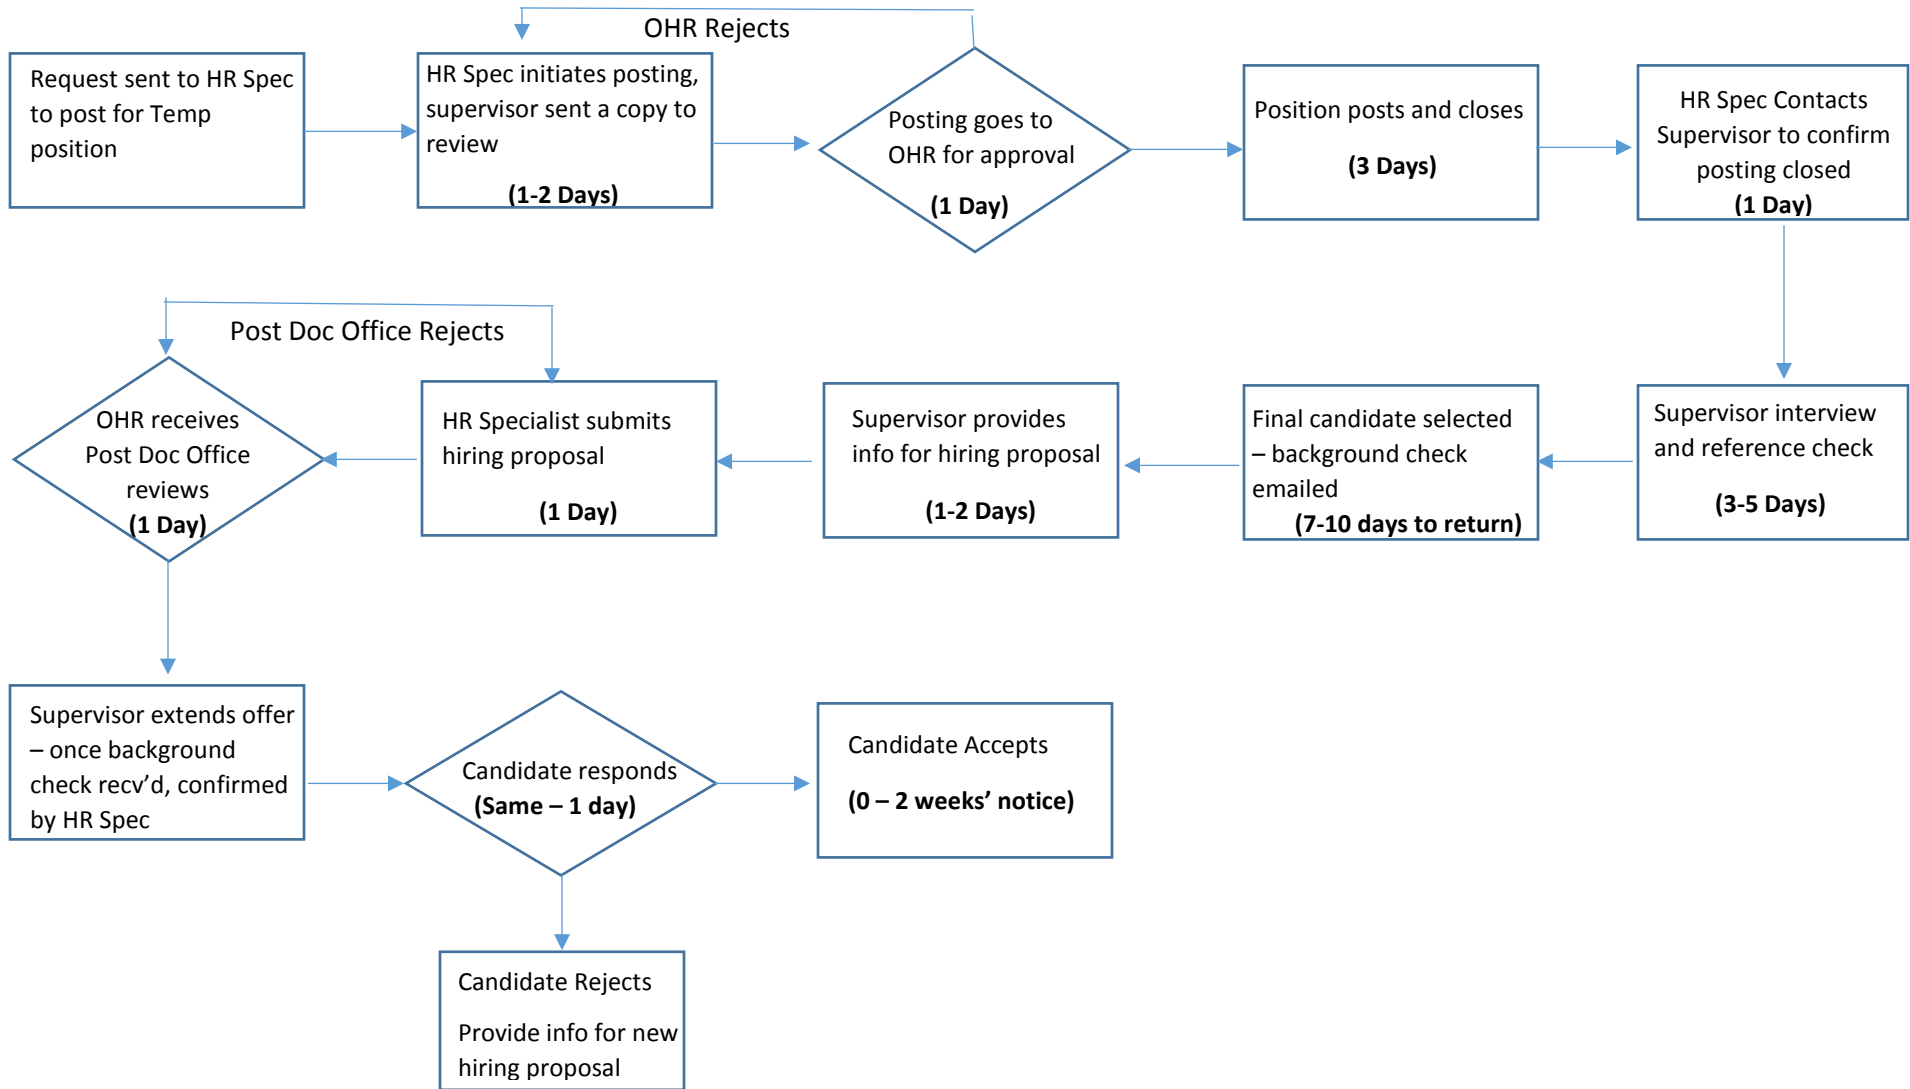 OHR Rejects
Request sent to HR Spec
to post for Temp
position
HR Spec initiates posting,
supervisor sent a copy to
review
(1-2 Days)
Posting goes to
OHR for approval
(1 Day)
Position posts and closes
(3 Days)
HR Spec Contacts
Supervisor to confirm
posting closed
(1 Day)
Supervisor interview
and reference check
(3-5 Days)
Final candidate selected
– background check
emailed
(7-10 days to return)
Supervisor provides
info for hiring proposal
(1-2 Days)
HR Specialist submits
hiring proposal
(1 Day)
Post Doc Office Rejects
OHR receives
Post Doc Office
reviews
(1 Day)
Supervisor extends offer
– once background
check recv’d, confirmed
by HR Spec
Candidate responds
(Same – 1 day)
Candidate Accepts
(0 – 2 weeks’ notice)
Candidate Rejects
Provide info for new
hiring proposal